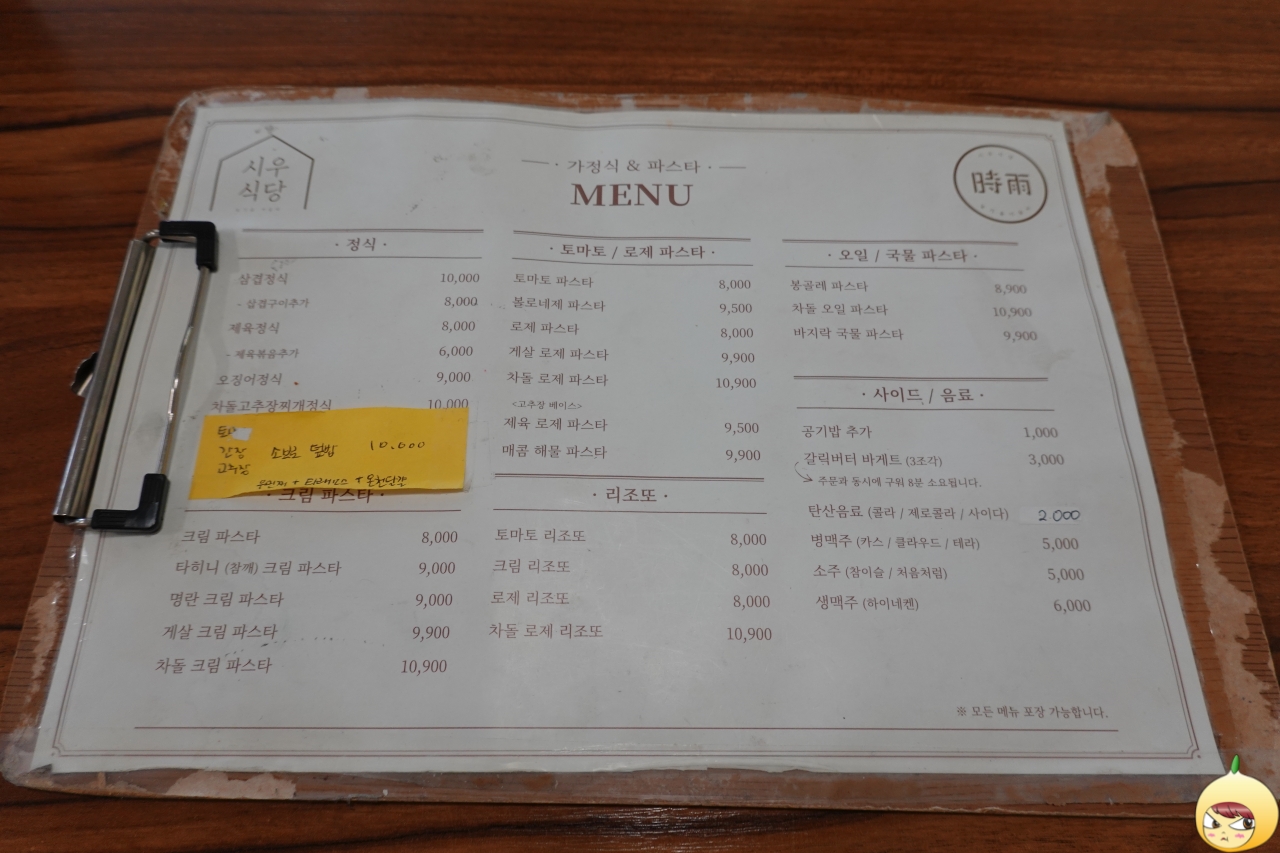 시우
식당
· 가정식 & 파스타 ·
MENU
時雨
· 정식 ·
삼겹정식 10,000
- 삼겹구이추가 8,000
제육정식 8,000
- 제육볶음추가 6,000
오징어정식 9,000
차돌고추장찌개정식 10,000
간장 소보로 덮밥 10.000
고추장
· 크림 파스타 ·
크림 파스타 8,000
타히니 (참깨) 크림 파스타 9,000
명란 크림 파스타 9,000
게살 크림 파스타 9,900
차돌 크림 파스타 10,900
· 토마토 / 로제 파스타 ·
토마토 파스타 8,000
볼로네제 파스타 9,500
로제 파스타 8,000
게살 로제 파스타 9,900
차돌 로제 파스타 10,900
<고추장 베이스>
제육 로제 파스타 9,500
매콤 해물 파스타 9,900
· 리조또 ·
토마토 리조또 8,000
크림 리조또 8,000
로제 리조또 8,000
차돌 로제 리조또 10,900
· 오일 / 국물 파스타 ·
봉골레 파스타 8,900
차돌 오일 파스타 10,900
바지락 국물 파스타 9,900
· 사이드 / 음료 ·
공기밥 추가 1,000
갈릭버터 바게트 (3조각) 3,000
주문과 동시에 구워 8분 소요됩니다.
탄산음료 (콜라 / 제로콜라 / 사이다) 2000
병맥주 (카스 / 클라우드 / 테라) 5,000
소주 (참이슬 / 처음처럼) 5,000
생맥주 (하이네켄) 6,000
※ 모든 메뉴 포장 가능합니다.